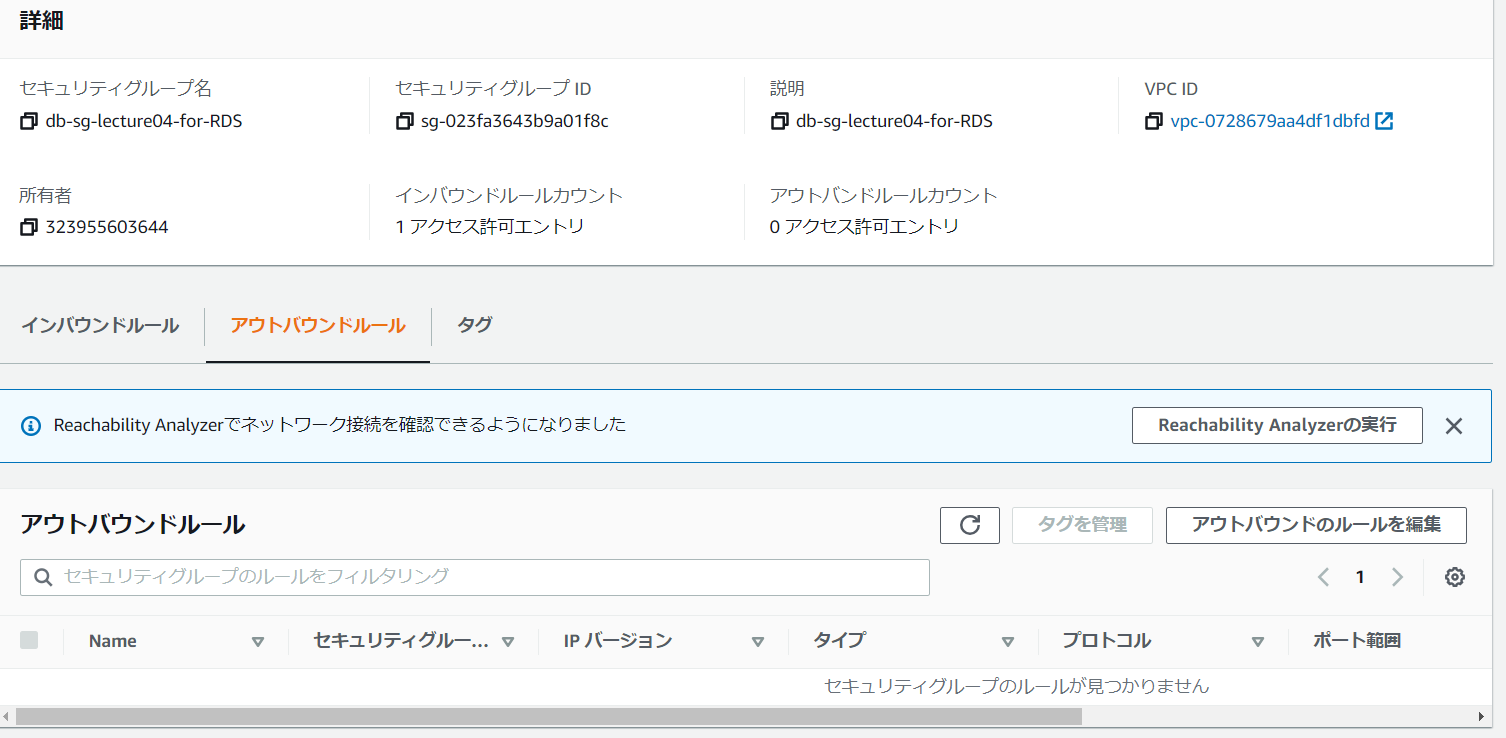 詳細
セキュリティグループ名
db-sg-lecture04-for-RDS
セキュリティグループ ID
sg-023fa3643b9a01f8c
説明
db-sg-lecture04-for-RDS
VPC ID
vpc-0728679aa4df1dbfd
所有者
323955603644
インバウンドルールカウント
1 アクセス許可エントリ
アウトバンドルールカウント
0 アクセス許可エントリ
インバウンドルール
アウトバウンドルール
タグ
Reachability Analyzerでネットワーク接続を確認できるようになりました
Reachability Analyzerの実行
アウトバウンドルール
タグを管理
アウトバウンドのルールを編集
セキュリティグループのルールをフィルタリング
1
Name
セキュリティグルー...
IP バージョン
タイプ
プロトコル
ポート範囲
セキュリティグループのルールが見つかりません